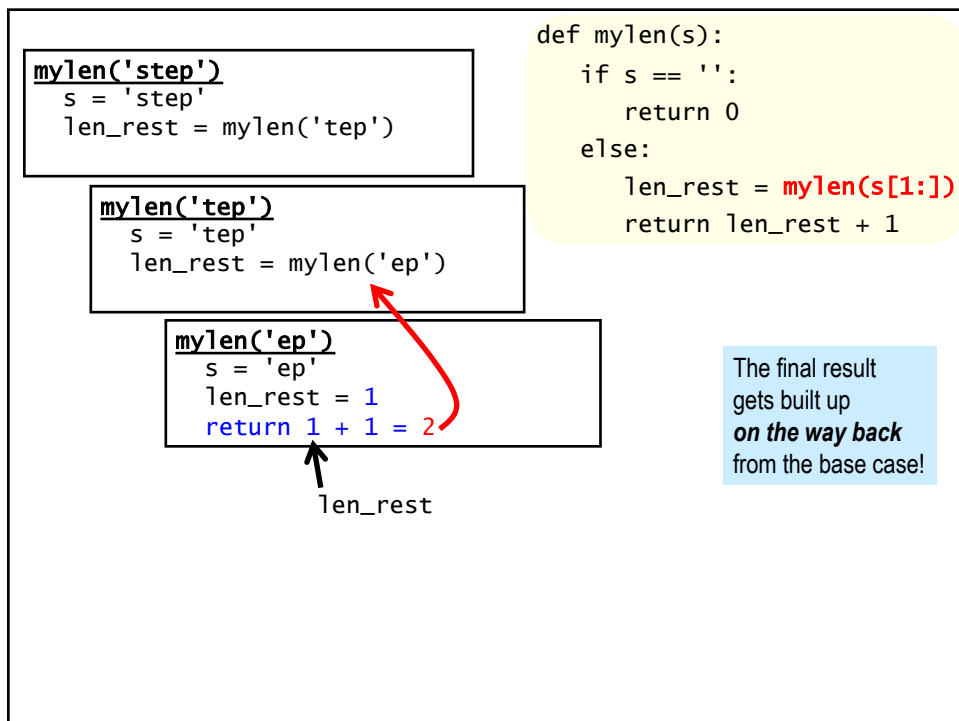 def mylen(s):
if s == '':
return 0
else:
len_rest = mylen(s[1:])
return len_rest + 1
mylen('step')
s = 'step'
len_rest = mylen('tep')
mylen('tep')
s = 'tep'
len_rest = mylen('ep')
mylen('ep')
s = 'ep'
len_rest = 1
return 1 + 1 = 2
len_rest
The final result
gets built up
on the way back
from the base case!